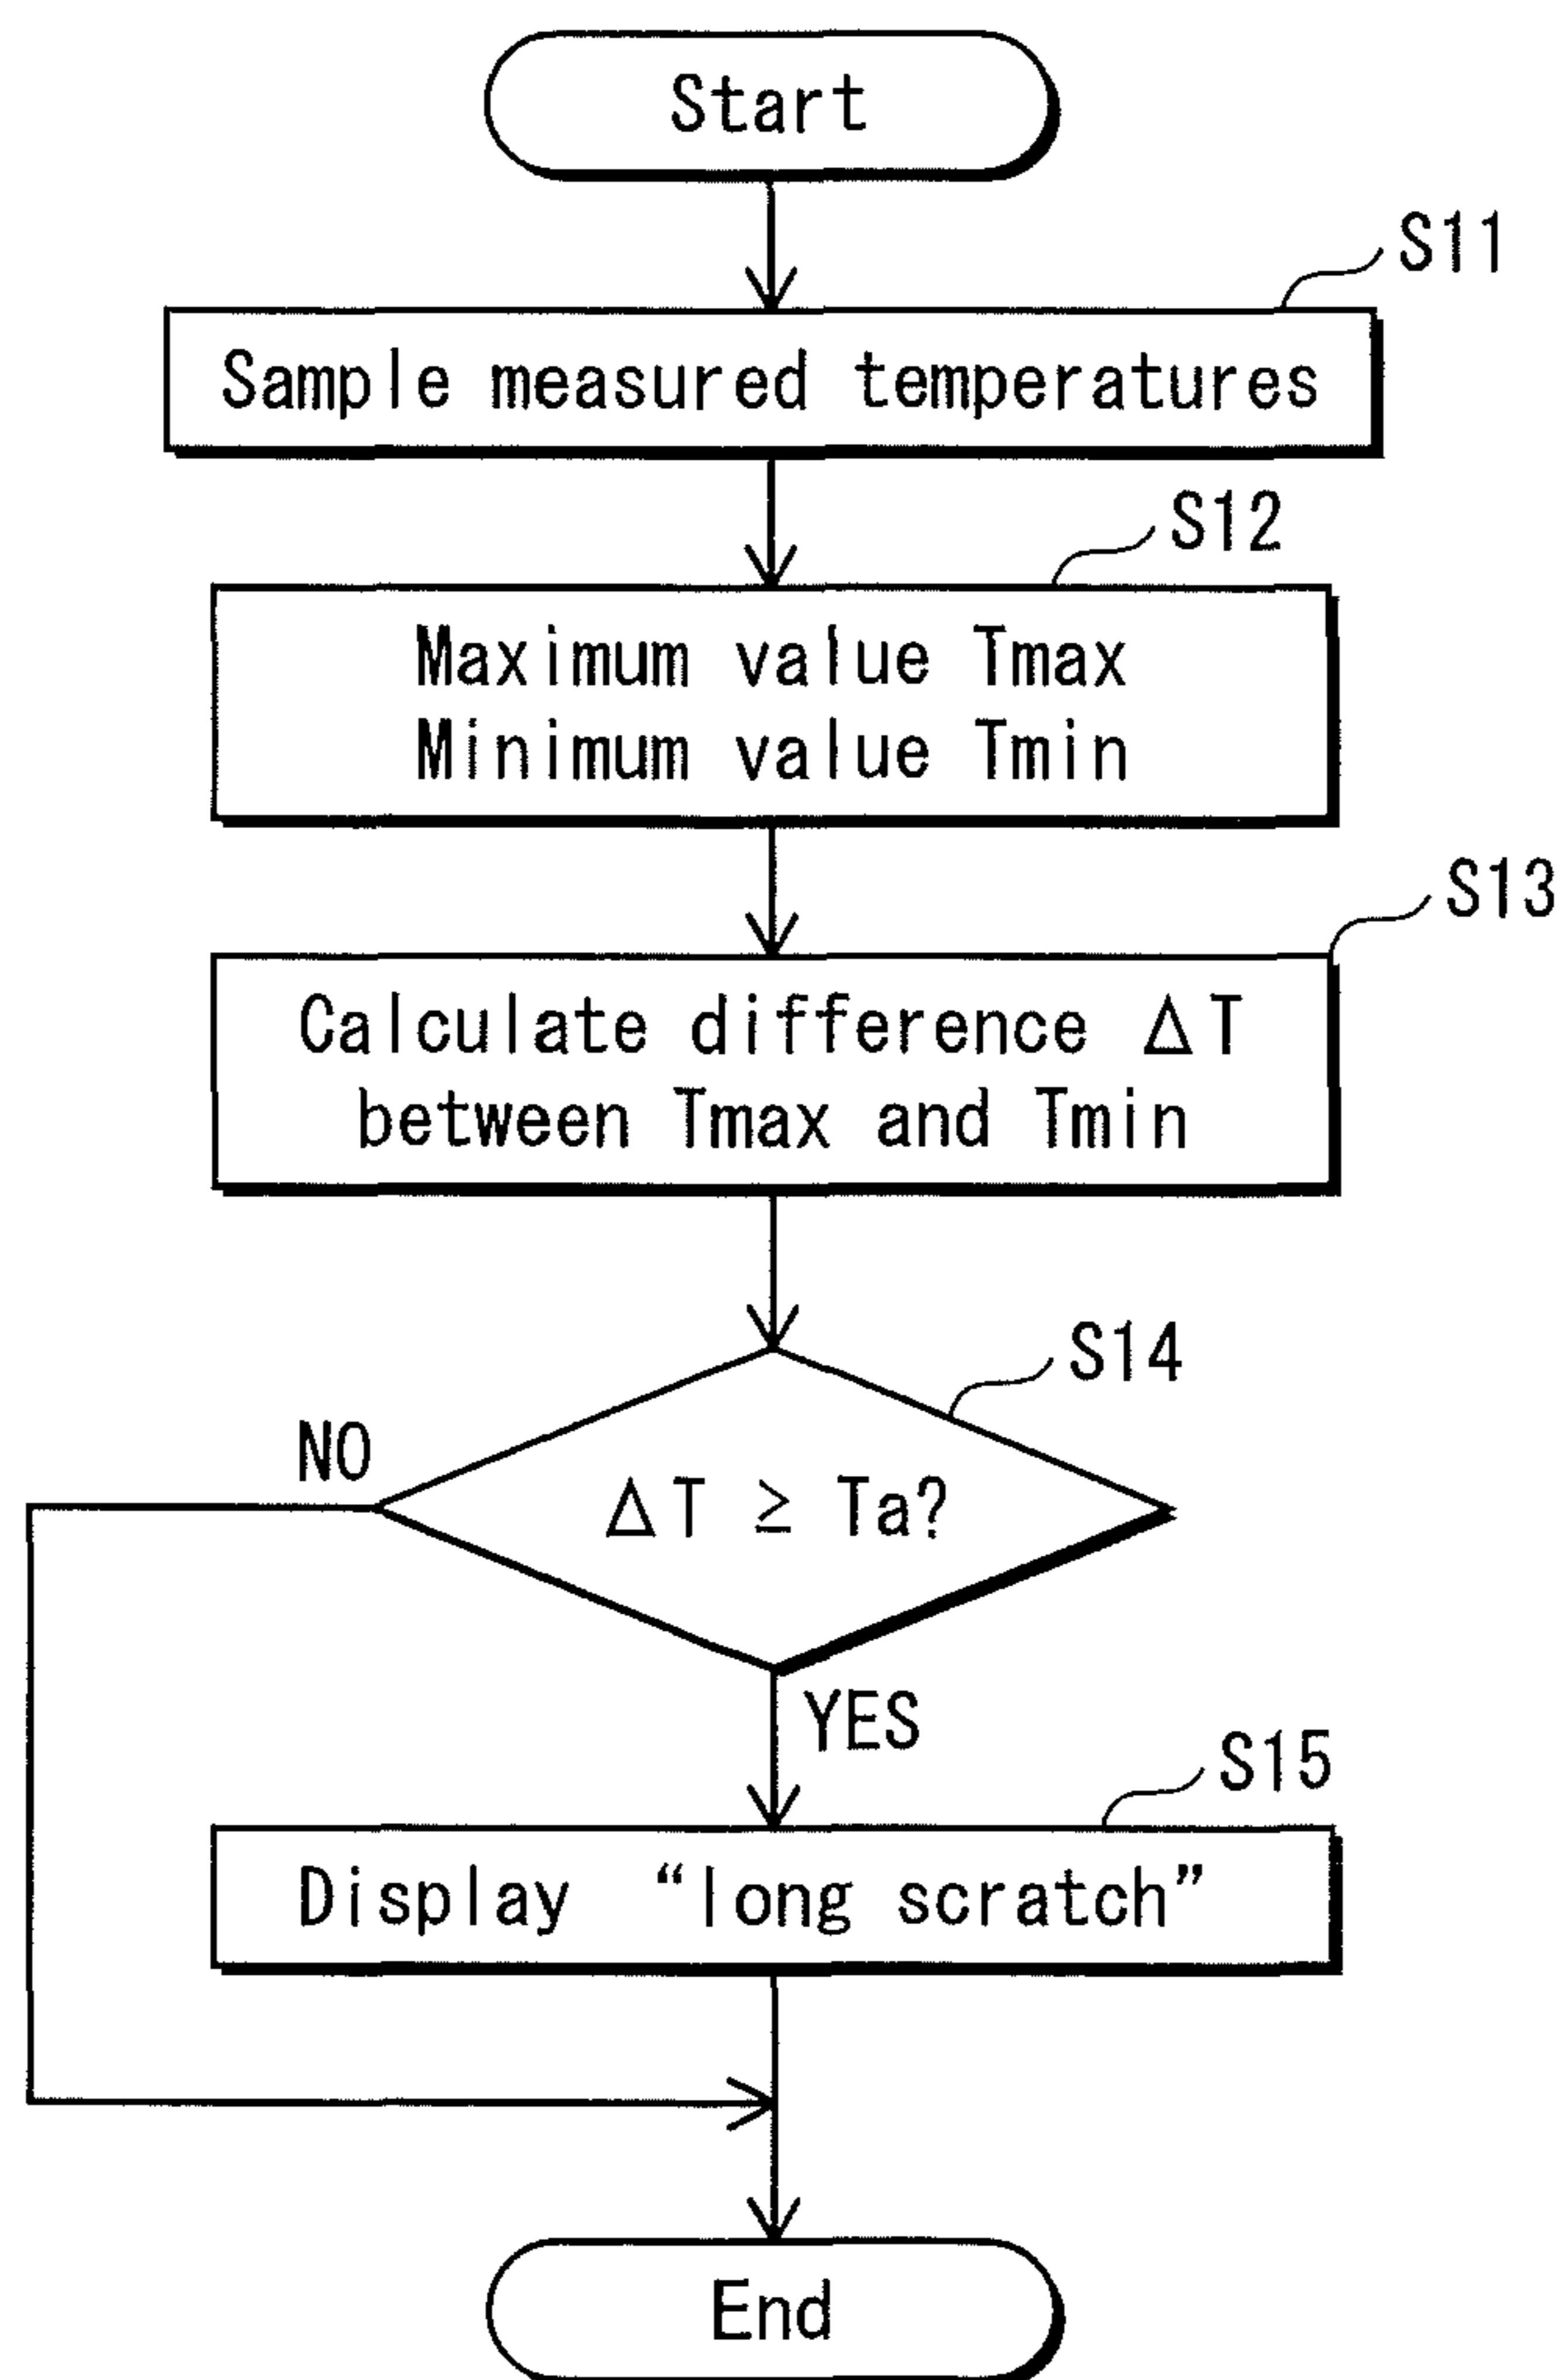 Start
S11
Sample measured temperatures
S12
Maximum value Tmax
Minimum value Tmin
S13
Calculate difference ΔT
between Tmax and Tmin
S14
NO
ΔT ≥ Ta?
YES
S15
Display “long scratch”
End